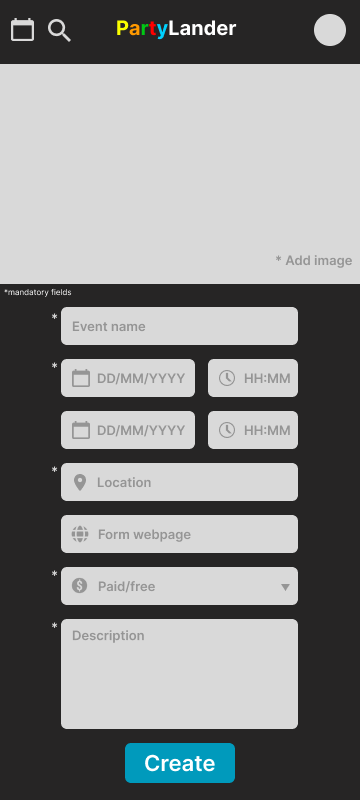 PartyLander
* Add image
*mandatory fields
* Event name
* DD/MM/YYYY HH:MM
DD/MM/YYYY HH:MM
* Location
Form webpage
* Paid/free
* Description
Create